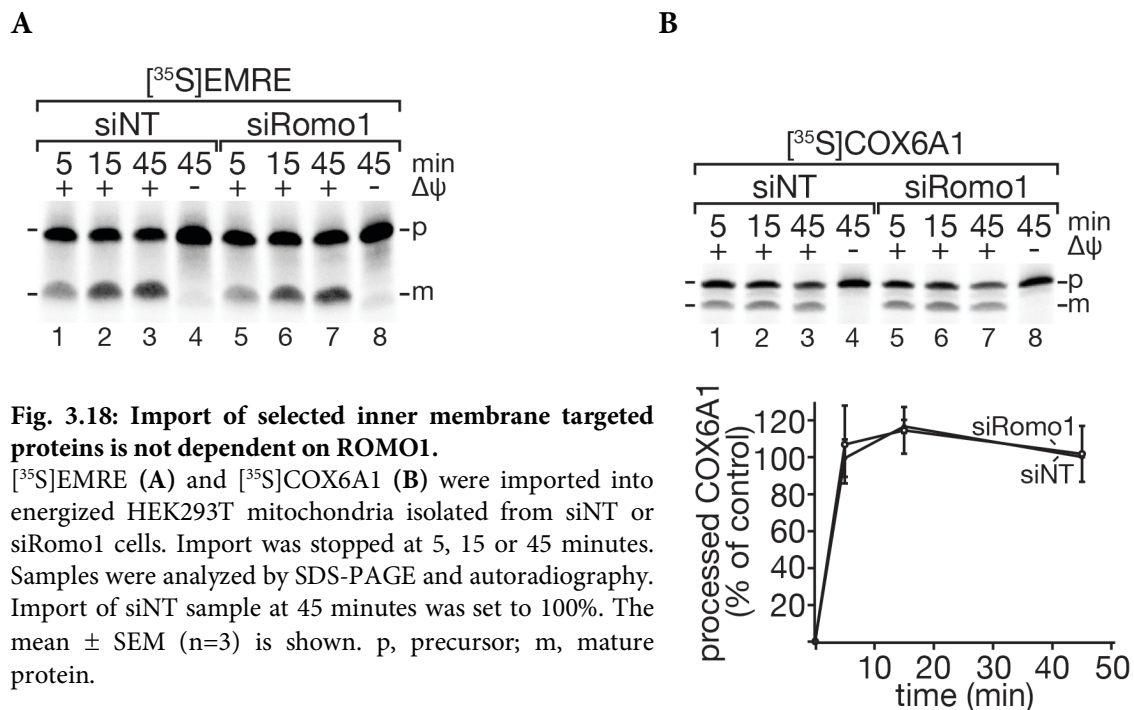 A
[³⁵S]EMRE
siNT siRomo1
5 15 45 45 5 15 45 45 min
+ + + - + + + - Δψ
- -p
- -m
1 2 3 4 5 6 7 8
Fig. 3.18: Import of selected inner membrane targeted
proteins is not dependent on ROMO1.
[³⁵S]EMRE (A) and [³⁵S]COX6A1 (B) were imported into
energized HEK293T mitochondria isolated from siNT or
siRomo1 cells. Import was stopped at 5, 15 or 45 minutes.
Samples were analyzed by SDS-PAGE and autoradiography.
Import of siNT sample at 45 minutes was set to 100%. The
mean ± SEM (n=3) is shown. p, precursor; m, mature
protein.
B
[³⁵S]COX6A1
siNT siRomo1
5 15 45 45 5 15 45 45 min
+ + + - + + + - Δψ
- -p
- -m
1 2 3 4 5 6 7 8
processed COX6A1
(% of control)
120
100
80
60
40
20
siRomo1
siNT
10 20 30 40 50
time (min)